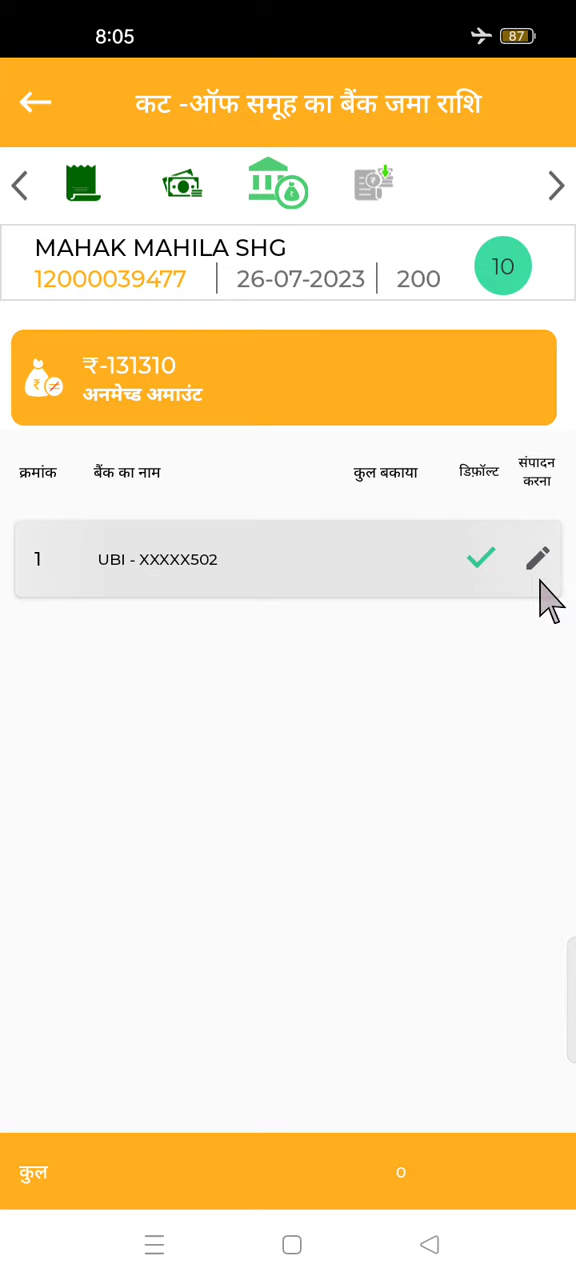 8:05
87
कट -ऑफ समूह का बैंक जमा राशि
MAHAK MAHILA SHG
12000039477 26-07-2023 200
10
₹-131310
अनमेच्ड अमाउंट
क्रमांक बैंक का नाम कुल बकाया डिफ़ॉल्ट संपादन करना
1 UBI - XXXXX502
कुल 0